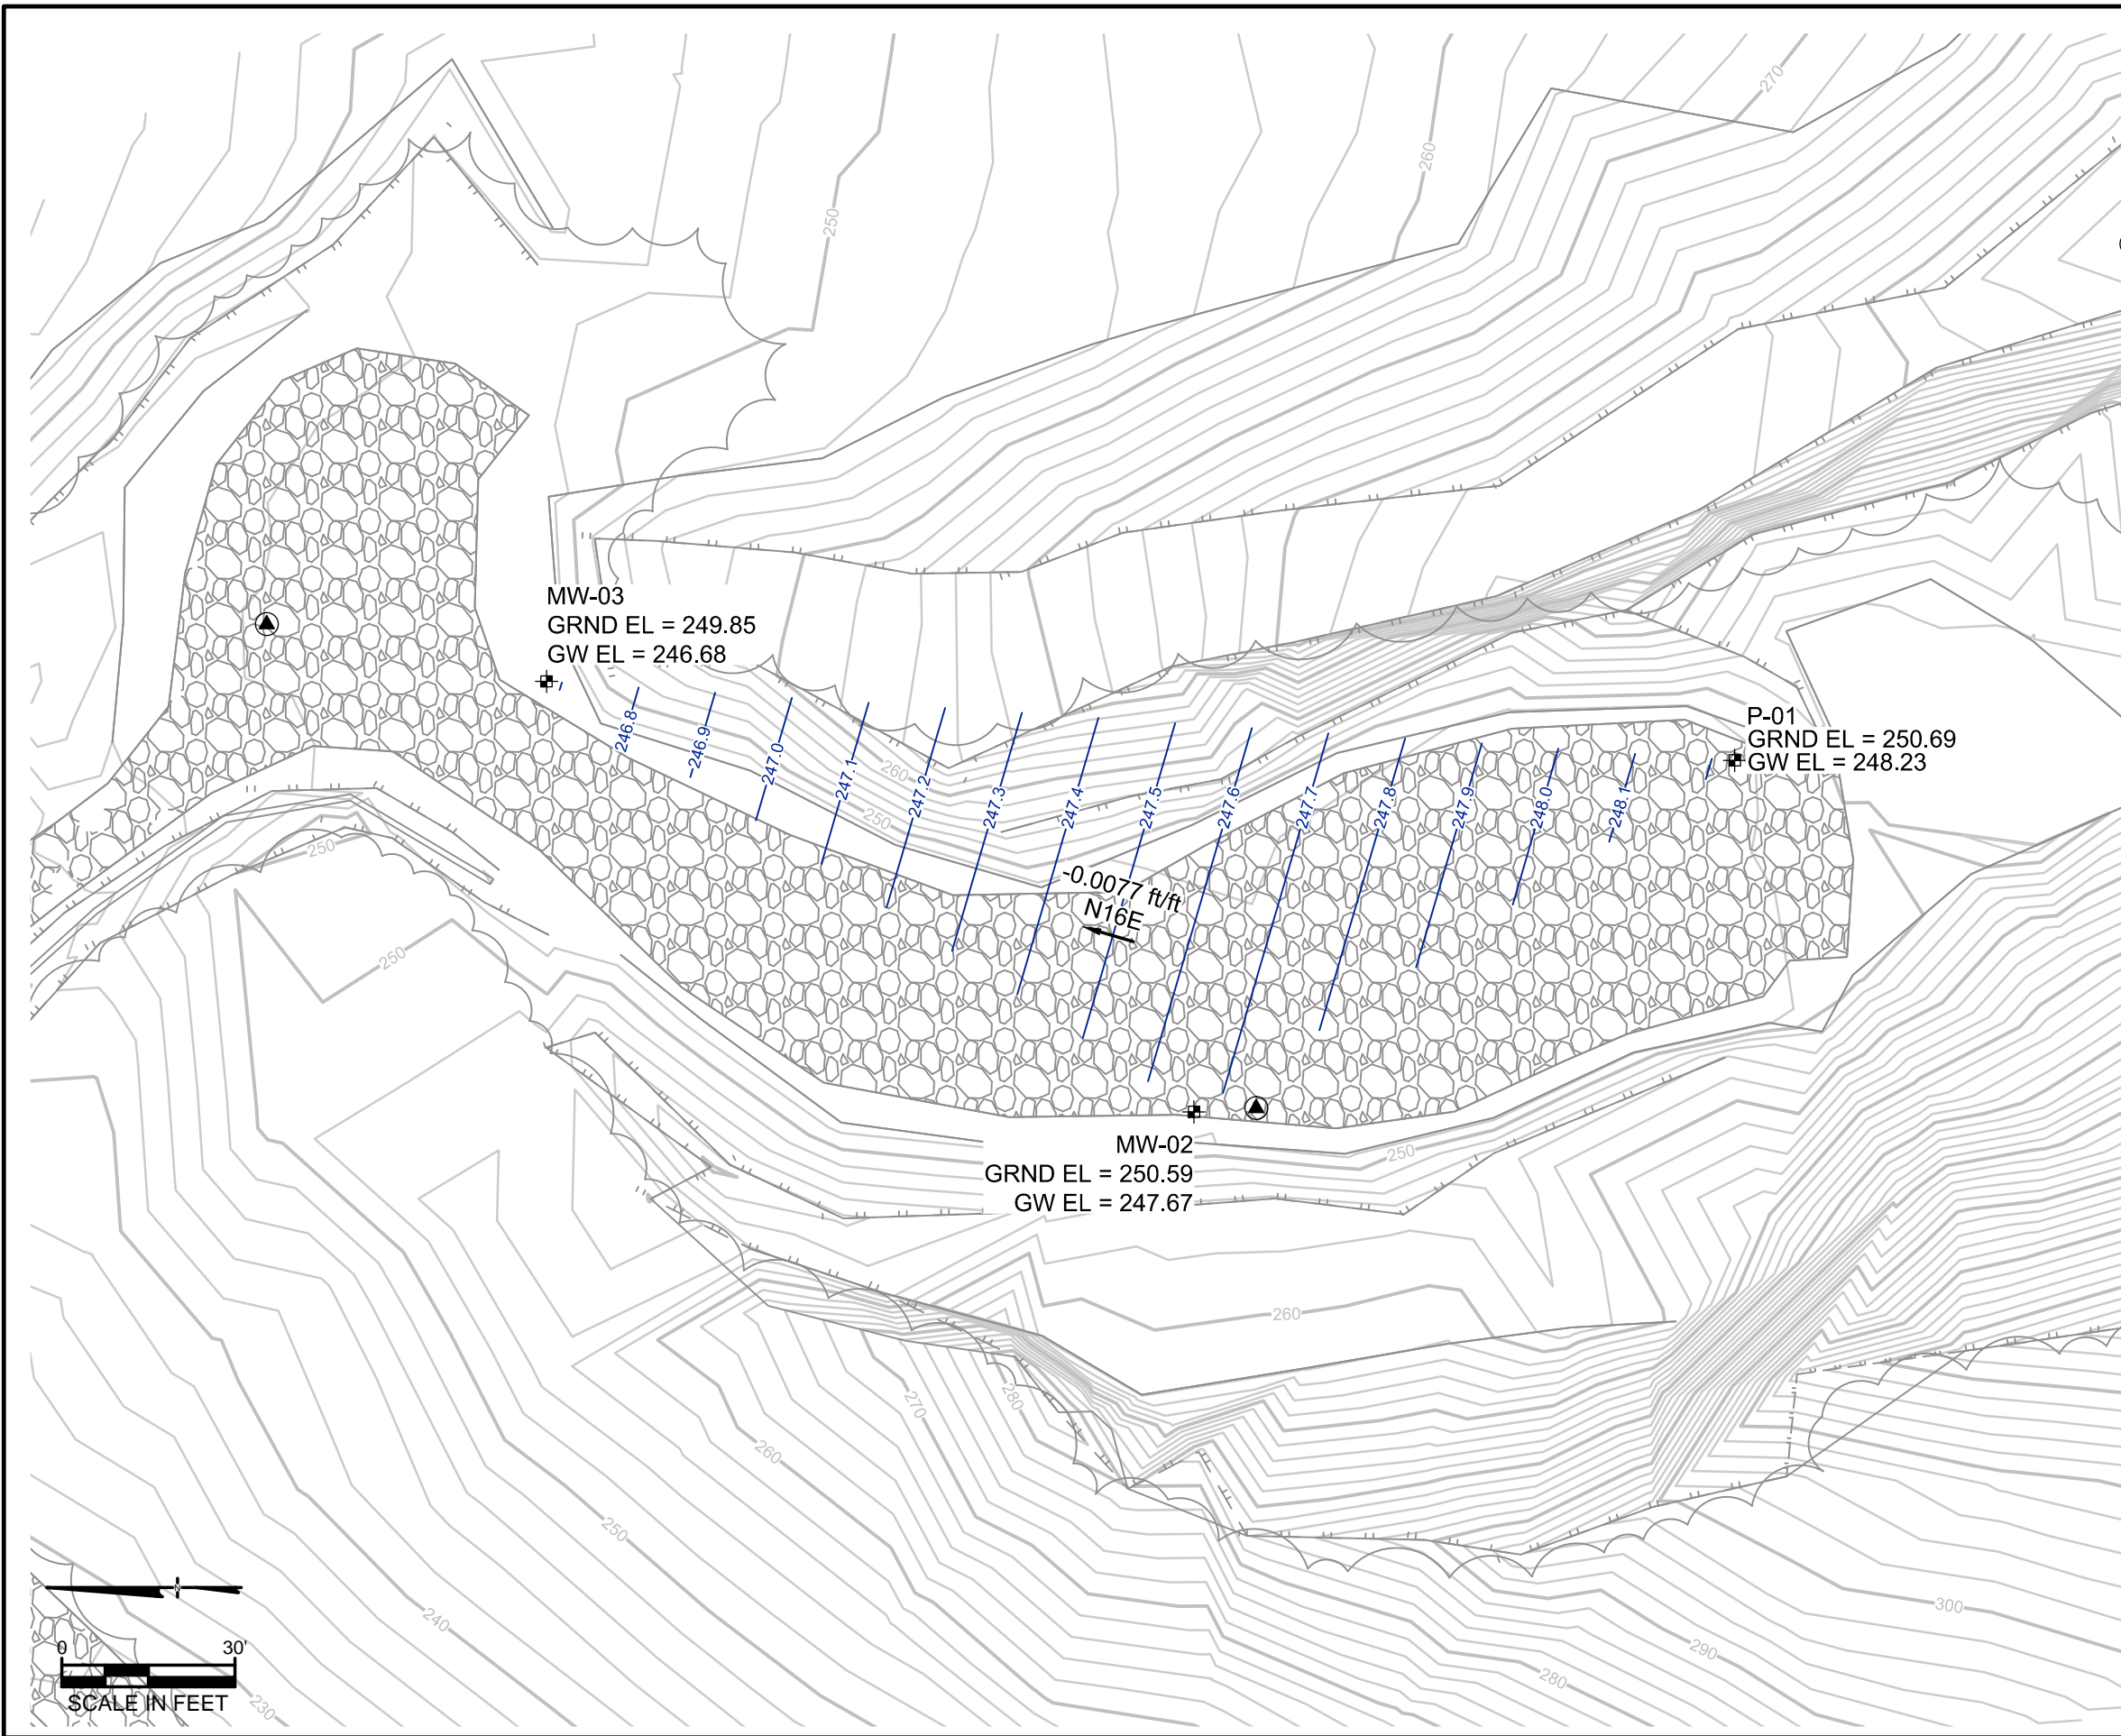 270
260
250
MW-03
GRND EL = 249.85
GW EL = 246.68
P-01
GRND EL = 250.69
GW EL = 248.23
246.8
246.9
247.0
247.1
247.2
247.3
247.4
247.5
247.6
247.7
247.8
247.9
248.0
248.1
260
250
250
250
-0.0077 ft/ft
N16E
MW-02
GRND EL = 250.59
GW EL = 247.67
250
260
270
280
260
250
240
230
300
290
280
N
0 30'
SCALE IN FEET